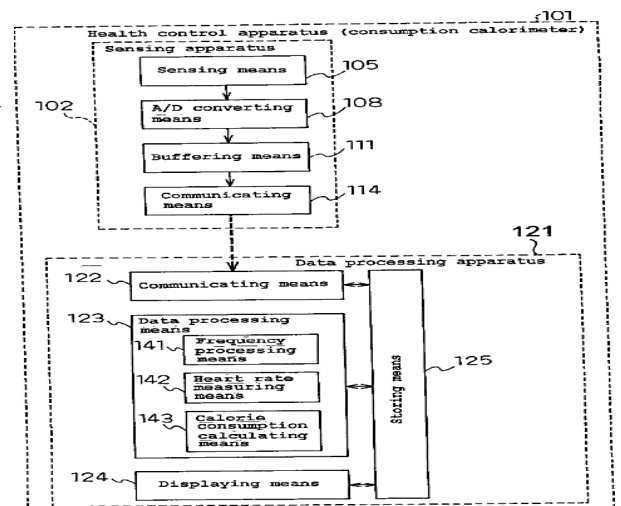 101
Health control apparatus (consumption calorimeter)
Sensing apparatus
Sensing means
105
102
A/D converting
means
108
Buffering means
111
Communicating
means
114
121
Data processing apparatus
122
Communicating means
123
Data processing
means
141
Frequency
processing
means
142
Heart rate
measuring
means
143
Calorie
consumption
calculating
means
125
Storing means
124
Displaying means